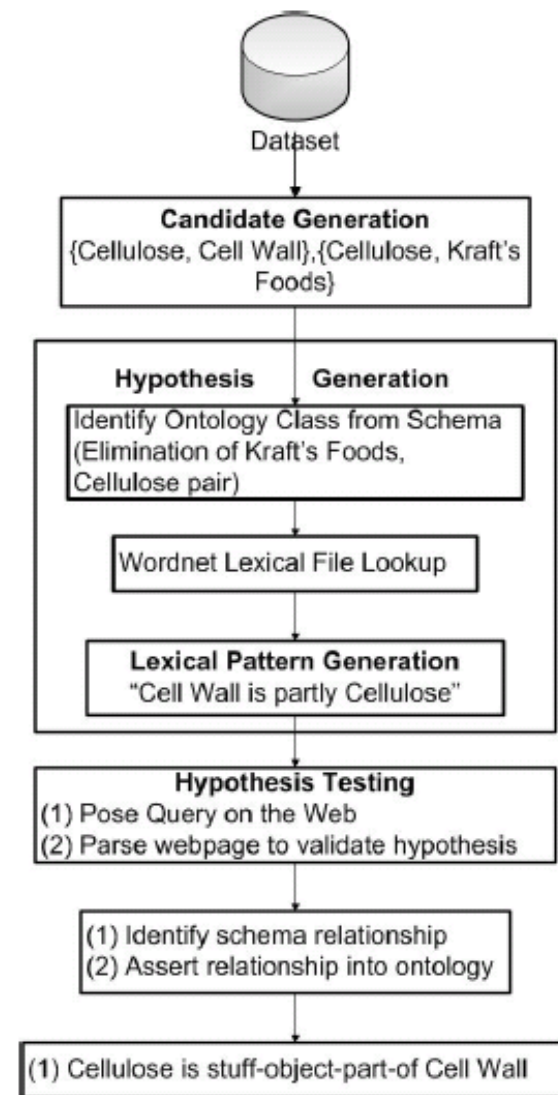 Dataset
Candidate Generation
{Cellulose, Cell Wall},{Cellulose, Kraft's
Foods}
Hypothesis Generation
Identify Ontology Class from Schema
(Elimination of Kraft's Foods,
Cellulose pair)
Wordnet Lexical File Lookup
Lexical Pattern Generation
“Cell Wall is partly Cellulose”
Hypothesis Testing
(1) Pose Query on the Web
(2) Parse webpage to validate hypothesis
(1) Identify schema relationship
(2) Assert relationship into ontology
(1) Cellulose is stuff-object-part-of Cell Wall